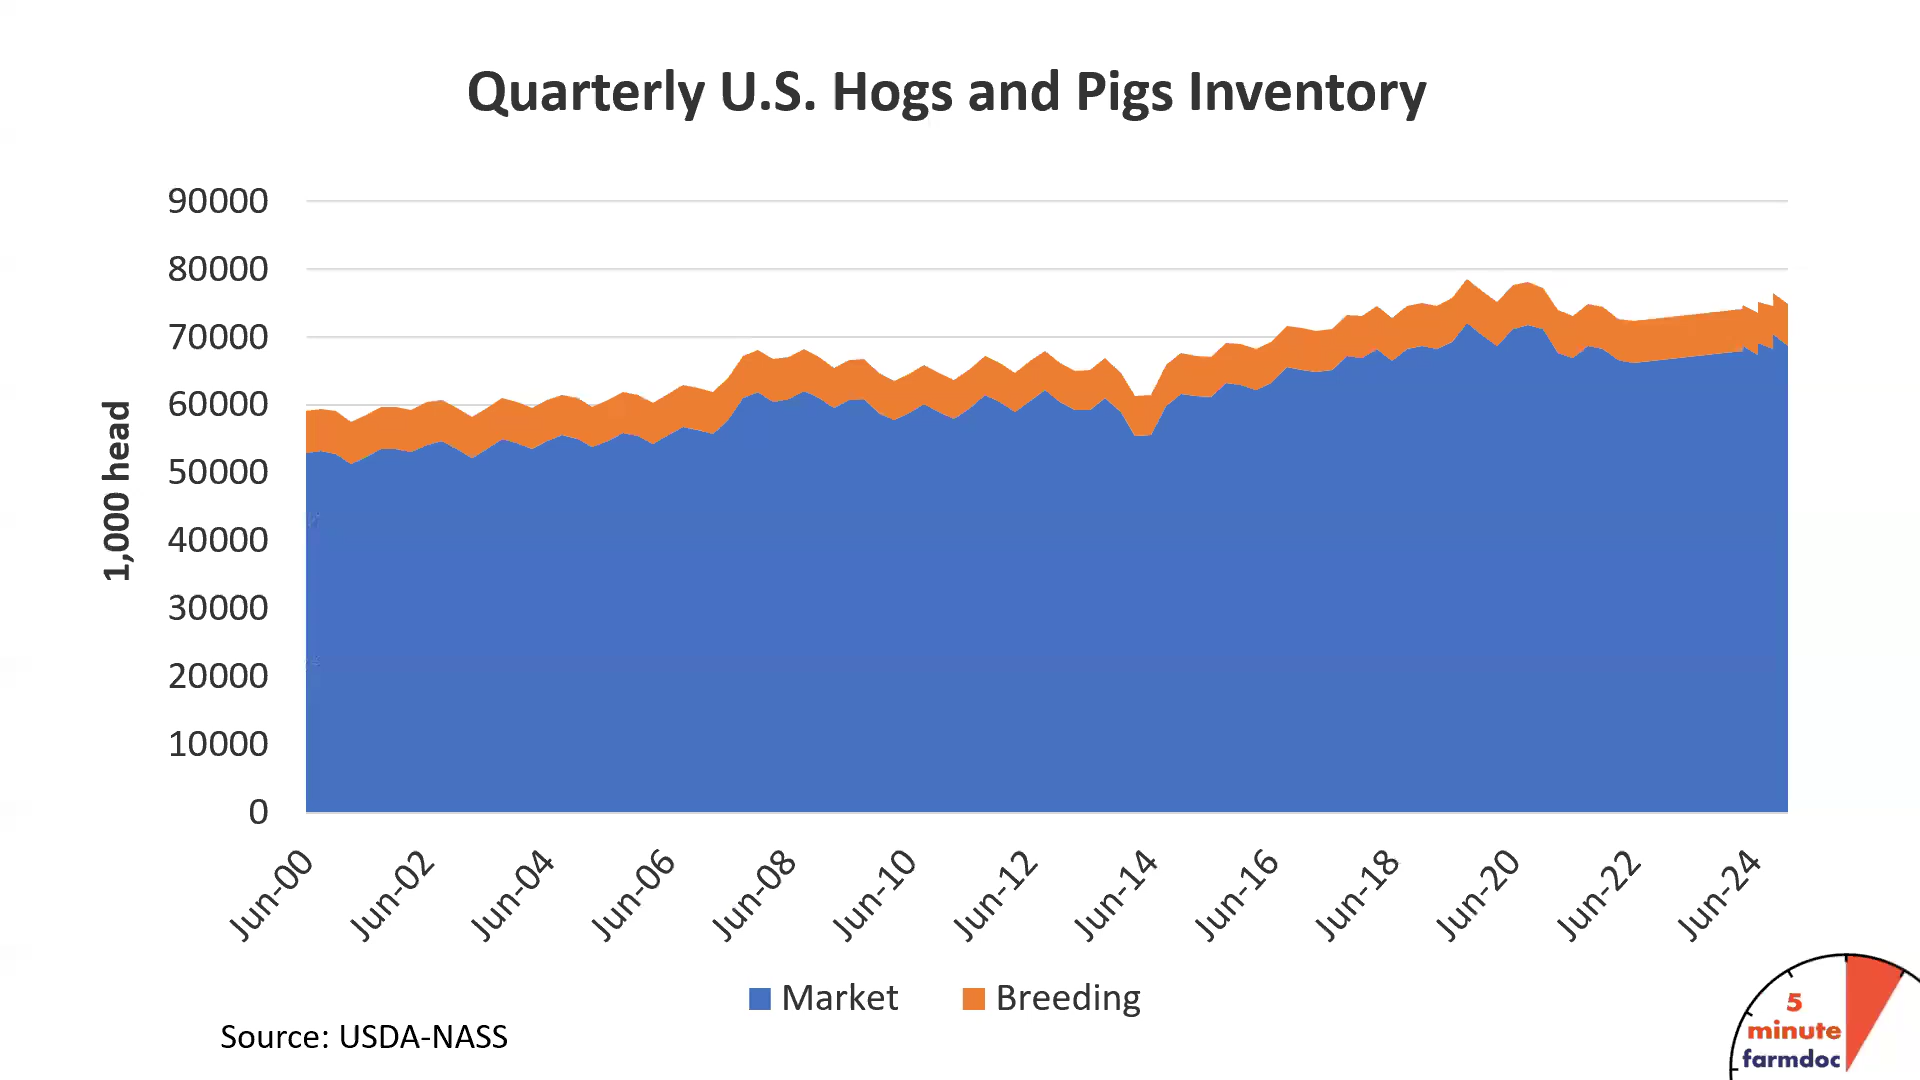 Quarterly U.S. Hogs and Pigs Inventory
90000
80000
70000
60000
50000
40000
30000
20000
10000
0
1,000 head
Jun-00
Jun-02
Jun-04
Jun-06
Jun-08
Jun-10
Jun-12
Jun-14
Jun-16
Jun-18
Jun-20
Jun-22
Jun-24
Market
Breeding
Source: USDA-NASS
5
minute
farmdoc